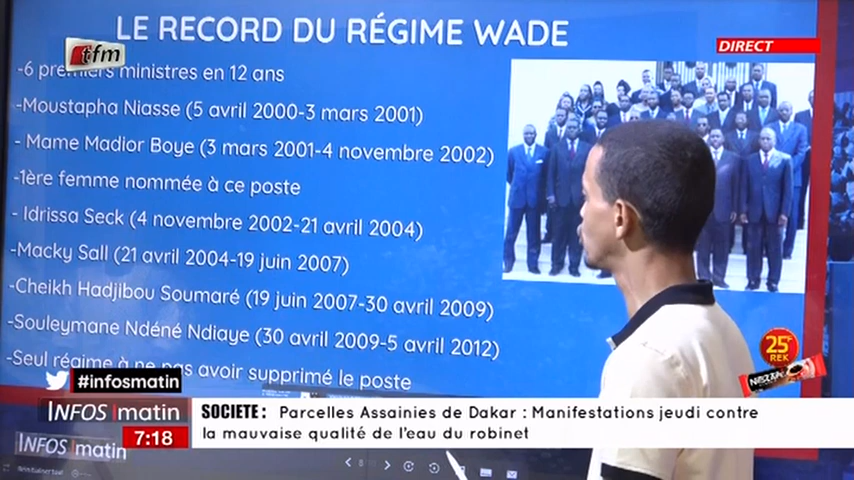 LE RECORD DU RÉGIME WADE
tfm
DIRECT
-6 premiers ministres en 12 ans
-Moustapha Niasse (5 avril 2000-3 mars 2001)
- Mame Madior Boye (3 mars 2001-4 novembre 2002)
-1ère femme nommée à ce poste
- Idrissa Seck (4 novembre 2002-21 avril 2004)
-Macky Sall (21 avril 2004-19 juin 2007)
-Cheikh Hadjibou Soumaré (19 juin 2007-30 avril 2009)
-Souleymane Ndéné Ndiaye (30 avril 2009-5 avril 2012)
-Seul régime à ne pas avoir supprimé le poste
25F
REK
#infosmatin
INFOS !matin
SOCIETE : Parcelles Assainies de Dakar : Manifestations jeudi contre
la mauvaise qualité de l'eau du robinet
7:18
INFOS !matin
8